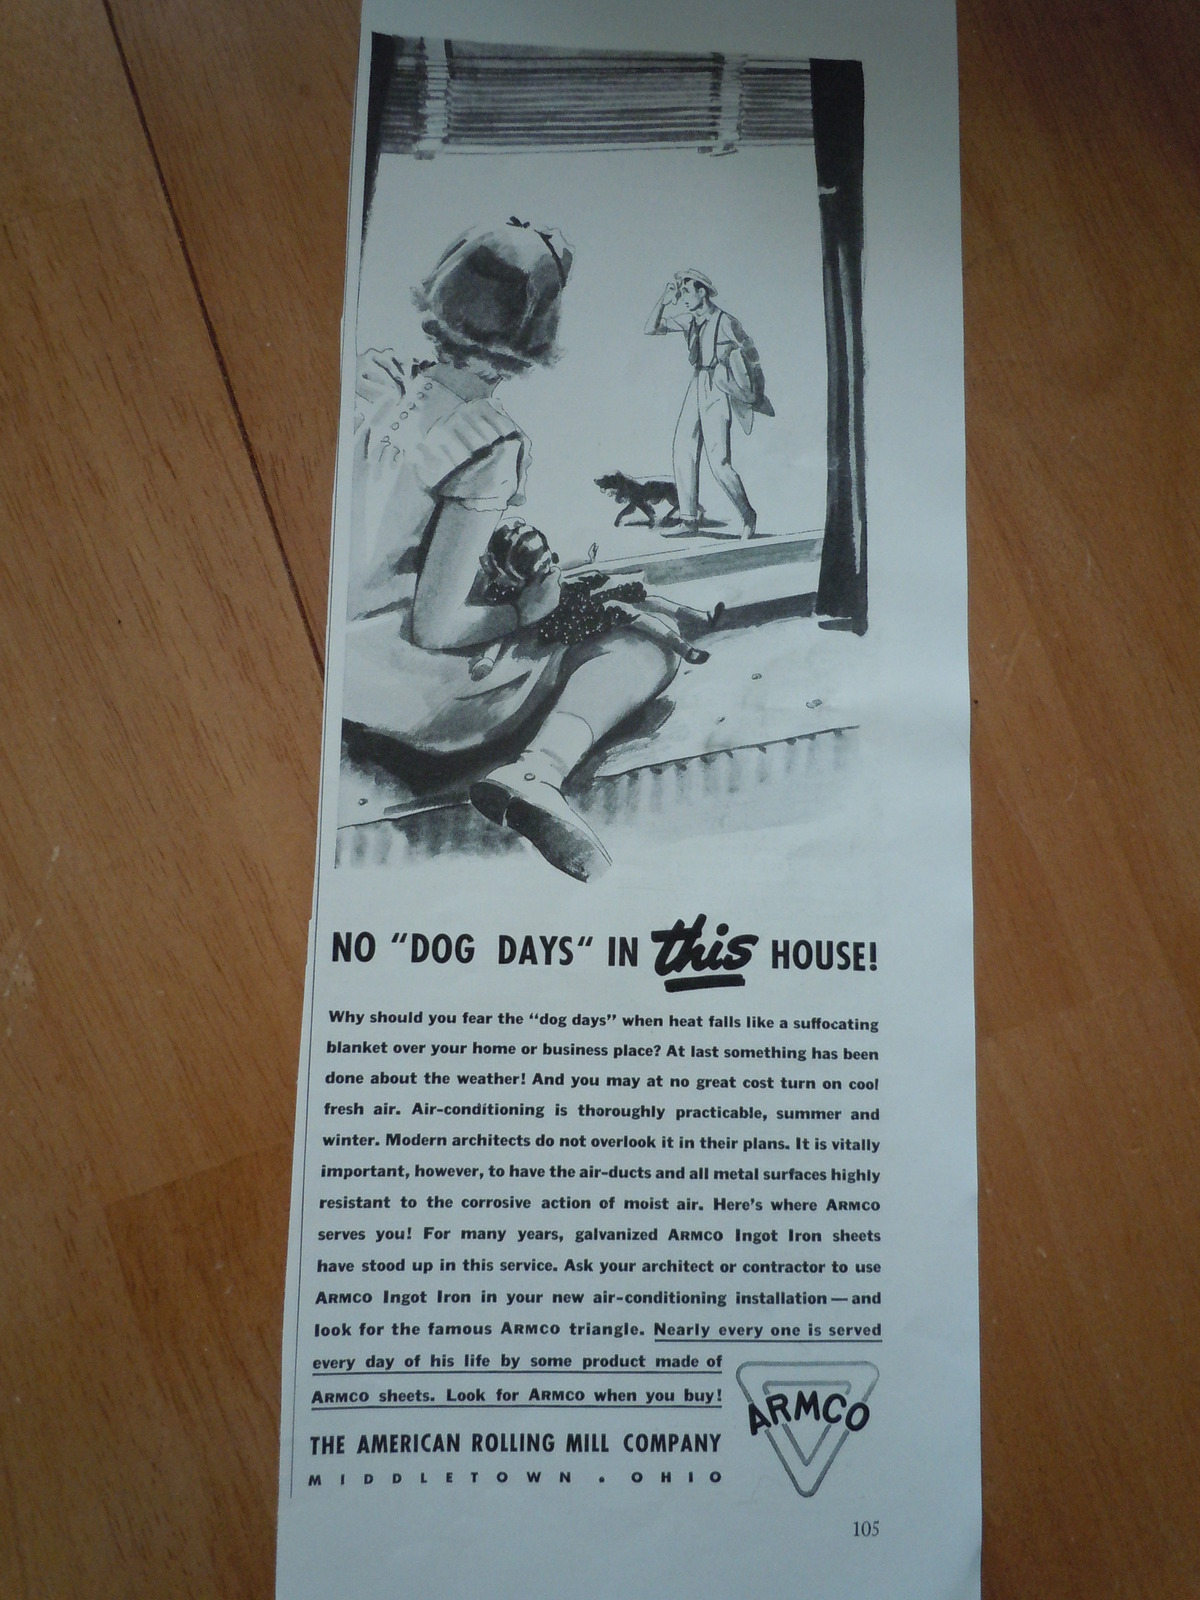 NO "DOG DAYS" IN this HOUSE!
Why should you fear the "dog days" when heat falls like a suffocating
blanket over your home or business place? At last something has been
done about the weather! And you may at no great cost turn on cool
fresh air. Air-conditioning is thoroughly practicable, summer and
winter. Modern architects do not overlook it in their plans. It is vitally
important, however, to have the air-ducts and all metal surfaces highly
resistant to the corrosive action of moist air. Here's where ARMCO
serves you! For many years, galvanized ARMCO Ingot Iron sheets
have stood up in this service. Ask your architect or contractor to use
ARMCO Ingot Iron in your new air-conditioning installation—and
look for the famous ARMCO triangle. Nearly every one is served
every day of his life by some product made of
ARMCO sheets. Look for ARMCO when you buy!
THE AMERICAN ROLLING MILL COMPANY
MIDDLETOWN . OHIO
ARMCO
105